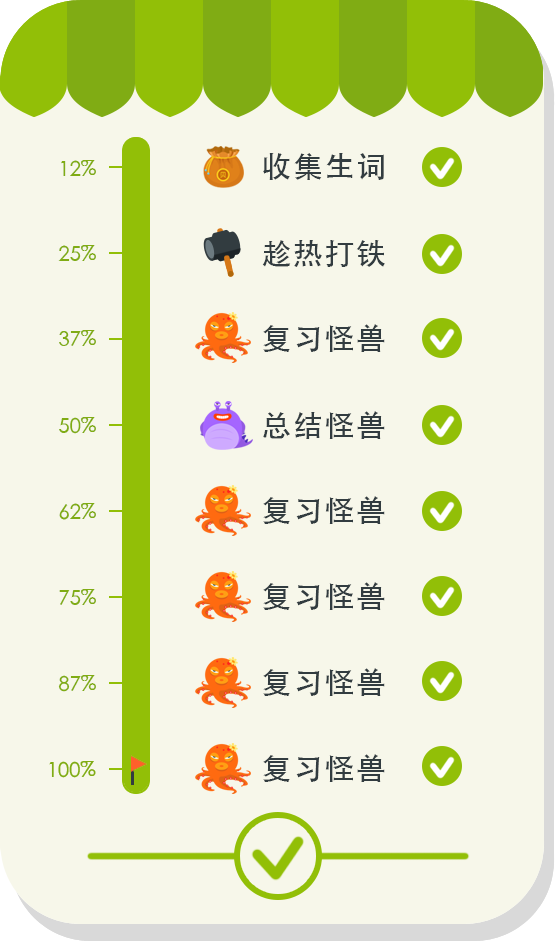 12% 收集生词
25% 趁热打铁
37% 复习怪兽
50% 总结怪兽
62% 复习怪兽
75% 复习怪兽
87% 复习怪兽
100% 复习怪兽